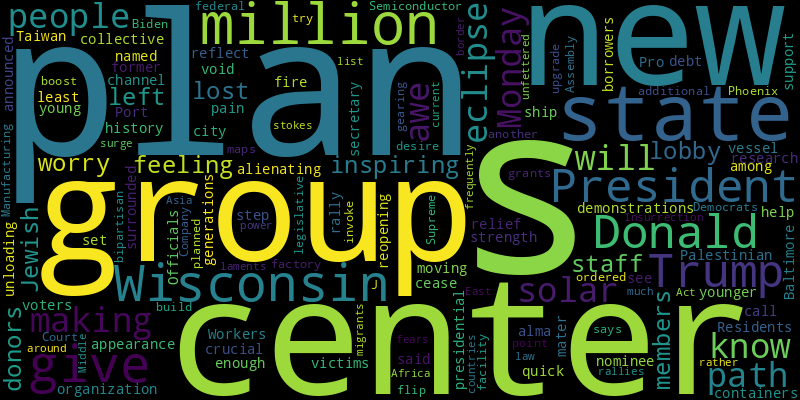 plan
new
group
S
center
people
million
eclipse
Monday
state
Wisconsin
President
Donald
Trump
give
making
know
path
will
solar
staff
awe
left
lost
feeling
inspiring
worry
lobby
Jewish
donors
members
Biden
federal
Semiconductor
Taiwan
collective
reflect
try
announced
named
void
list
former
boost
channel
least
young
pain
fire
secretary
gearing
current
border
unfettered
upgrade
Assembly
borrowers
Pro
debt
support
additional
Phoenix
Port
history
city
stokes
desire
ship
another
surge
maps
alienating
frequently
grants
vessel
research
among
Manufacturing
unloading
bipartisan
surrounded
Asia
company
Officials
planned
generations
step
power
legislative
rally
invoke
reopening
Supreme
relief
strength
demonstrations
Democrats
help
insurrection
Palestinian
Baltimore
set
laments
factory
J
moving
cease
East
ordered
see
much
Act
younger
voters
build
Court
around
Middle
appearance
organization
Workers
crucial
enough
victims
migrants
fears
said
Africa
flip
presidential
countries
facility
point
law
quick
alma
mater
says
nominee
rallies
call
Residents
rather
containers